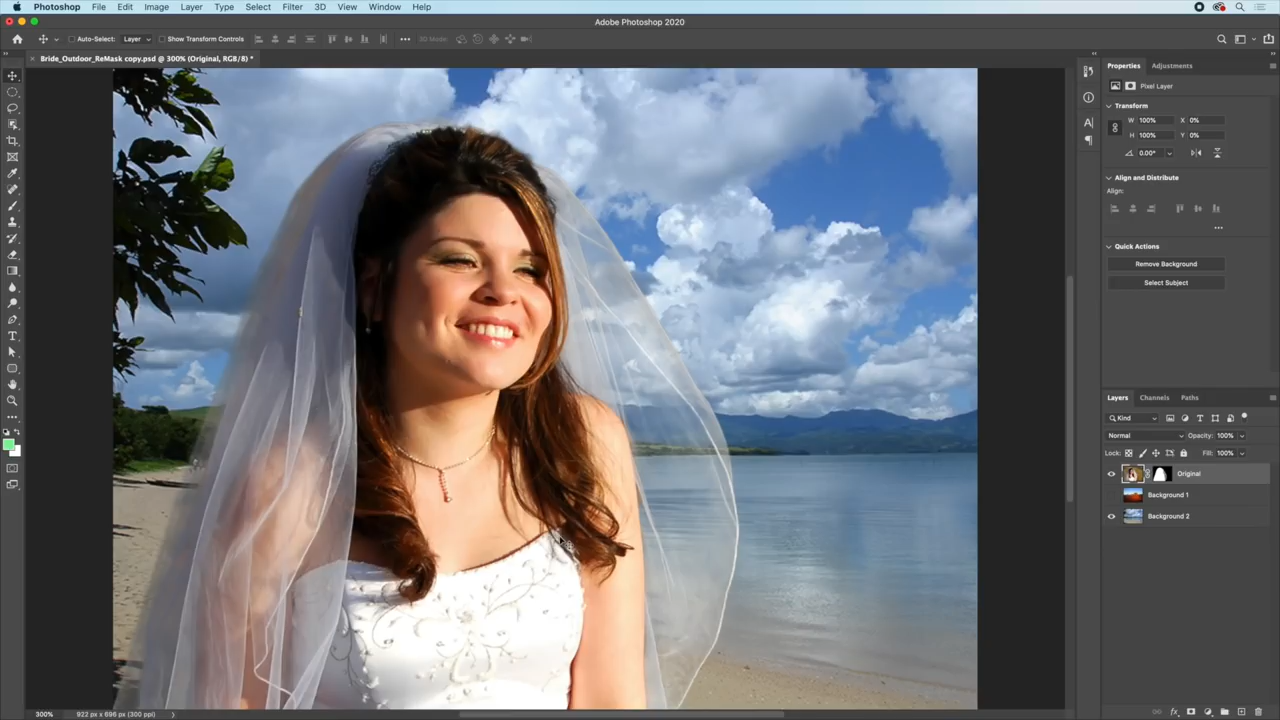 Photoshop File Edit Image Layer Type Select Filter 3D View Window Help
Adobe Photoshop 2020
Auto-Select: Layer Show Transform Controls 3D Mode:
Bride_Outdoor_ReMask copy.psd @ 300% (Original, RGB/8) *
Properties Adjustments
Pixel Layer
Transform
W 100% X 0%
H 100% Y 0%
0.00°
Align and Distribute
Align:
Quick Actions
Remove Background
Select Subject
Layers Channels Paths
Kind
Normal Opacity: 100%
Lock: Fill: 100%
Original
Background 1
Background 2
300% 922 px x 696 px (300 ppi)